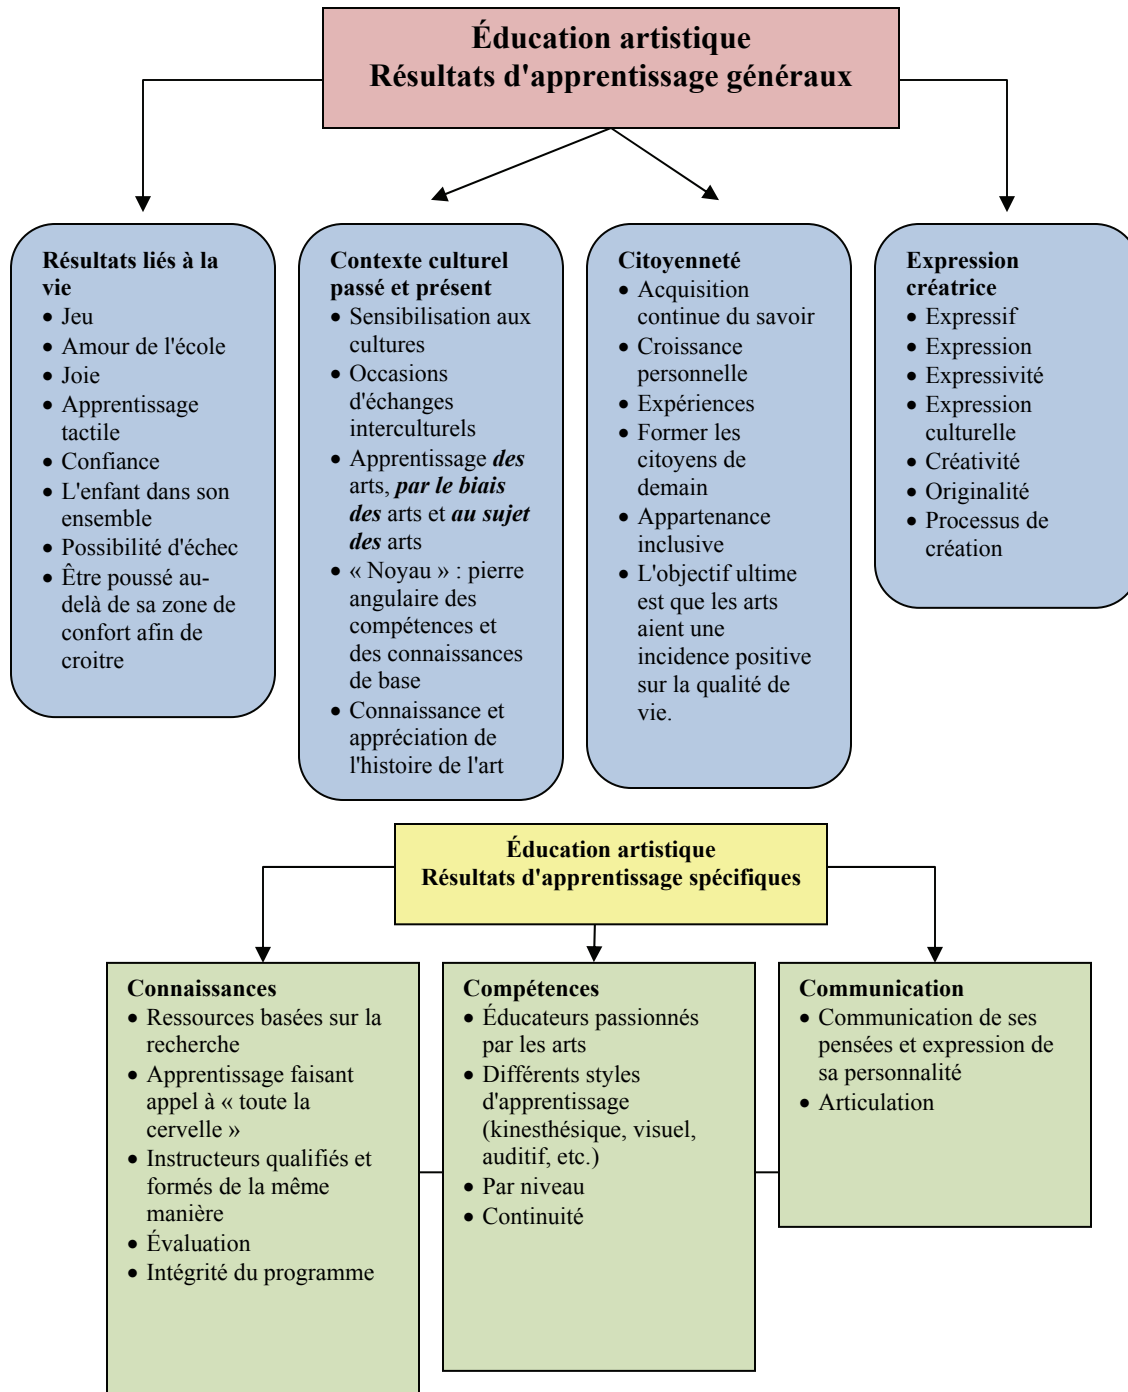 Éducation artistique
Résultats d'apprentissage généraux
Résultats liés à la
vie
• Jeu
• Amour de l'école
• Joie
• Apprentissage
tactile
• Confiance
• L'enfant dans son
ensemble
• Possibilité d'échec
• Être poussé au-
delà de sa zone de
confort afin de
croitre
Contexte culturel
passé et présent
• Sensibilisation aux
cultures
• Occasions
d'échanges
interculturels
• Apprentissage des
arts, par le biais
des arts et au sujet
des arts
• « Noyau » : pierre
angulaire des
compétences et
des connaissances
de base
• Connaissance et
appréciation de
l'histoire de l'art
Citoyenneté
• Acquisition
continue du savoir
• Croissance
personnelle
• Expériences
• Former les
citoyens de
demain
• Appartenance
inclusive
• L'objectif ultime
est que les arts
aient une
incidence positive
sur la qualité de
vie.
Expression
créatrice
• Expressif
• Expression
• Expressivité
• Expression
culturelle
• Créativité
• Originalité
• Processus de
création
Éducation artistique
Résultats d'apprentissage spécifiques
Connaissances
• Ressources basées sur la
recherche
• Apprentissage faisant
appel à « toute la
cervelle »
• Instructeurs qualifiés et
formés de la même
manière
• Évaluation
• Intégrité du programme
Compétences
• Éducateurs passionnés
par les arts
• Différents styles
d'apprentissage
(kinesthésique, visuel,
auditif, etc.)
• Par niveau
• Continuité
Communication
• Communication de ses
pensées et expression de
sa personnalité
• Articulation